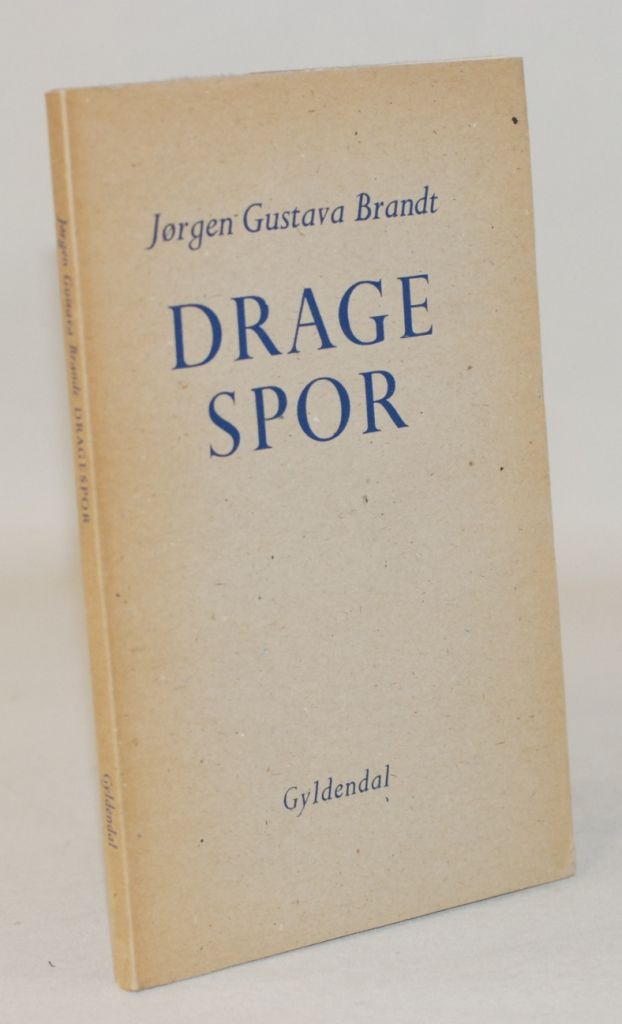 Jørgen Gustava Brandt
DRAGE
SPOR
Gyldendal
Jørgen Gustava Brandt DRAGESPOR
Gyldendal